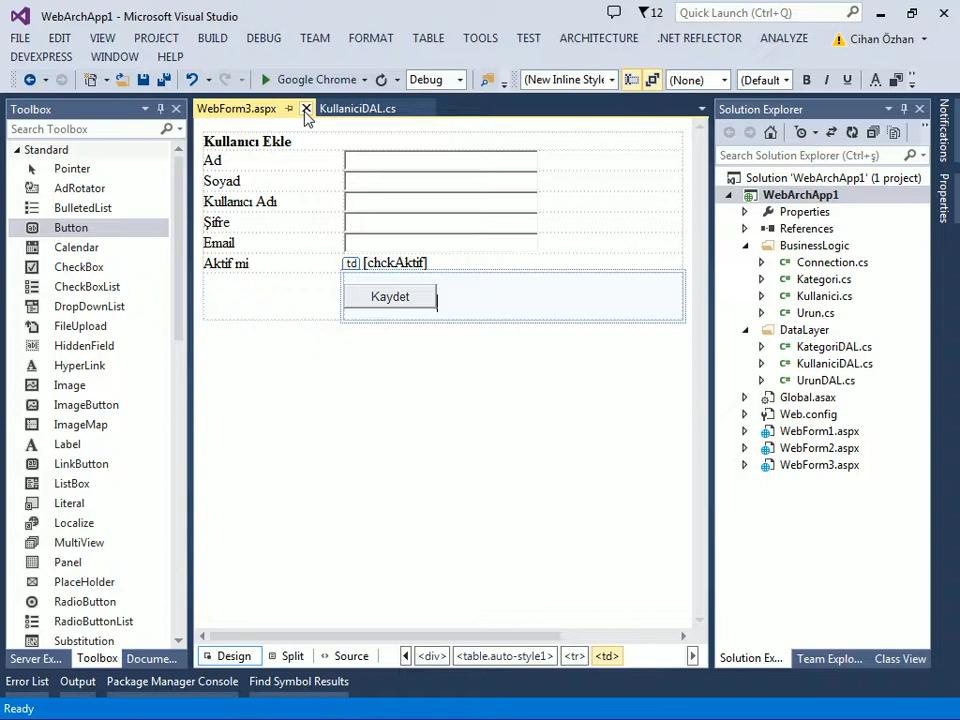 WebArchApp1 - Microsoft Visual Studio
12
Quick Launch (Ctrl+Q)
FILE EDIT VIEW PROJECT BUILD DEBUG TEAM FORMAT TABLE TOOLS TEST ARCHITECTURE .NET REFLECTOR ANALYZE
Cihan Özhan
DEVEXPRESS WINDOW HELP
Google Chrome
Debug
(New Inline Style
(None)
(Default
B I U A
Toolbox
Search Toolbox
Standard
Pointer
AdRotator
BulletedList
Button
Calendar
CheckBox
CheckBoxList
DropDownList
FileUpload
HiddenField
HyperLink
Image
ImageButton
ImageMap
Label
LinkButton
ListBox
Literal
Localize
MultiView
Panel
PlaceHolder
RadioButton
RadioButtonList
Substitution
Server Ex...
Toolbox
Docume...
WebForm3.aspx
KullaniciDAL.cs
Kullanıcı Ekle
Ad
Soyad
Kullanıcı Adı
Şifre
Email
Aktif mi
td
[chckAktif]
Kaydet
Design
Split
Source
<div>
<table.auto-style1>
<tr>
<td>
Solution Explorer
Search Solution Explorer (Ctrl+ş)
Solution 'WebArchApp1' (1 project)
WebArchApp1
Properties
References
BusinessLogic
C# Connection.cs
C# Kategori.cs
C# Kullanici.cs
C# Urun.cs
DataLayer
C# KategoriDAL.cs
C# KullaniciDAL.cs
C# UrunDAL.cs
Global.asax
Web.config
WebForm1.aspx
WebForm2.aspx
WebForm3.aspx
Solution Ex...
Team Explo...
Class View
Notifications
Properties
Error List
Output
Package Manager Console
Find Symbol Results
Ready